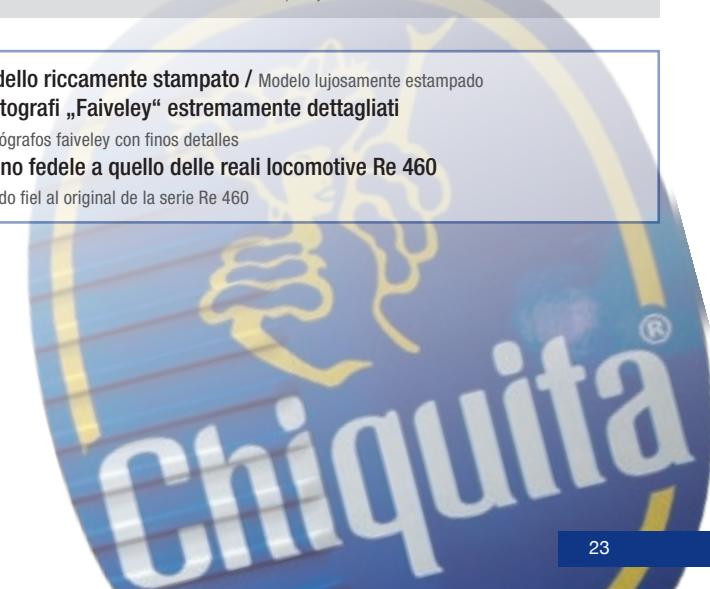 dello riccamente stampato / Modelo lujosamente estampado
tografi „Faiveley“ estremamente dettagliati
ógrafos faiveley con finos detalles
no fedele a quello delle reali locomotive Re 460
do fiel al original de la serie Re 460
Chiquita®
23